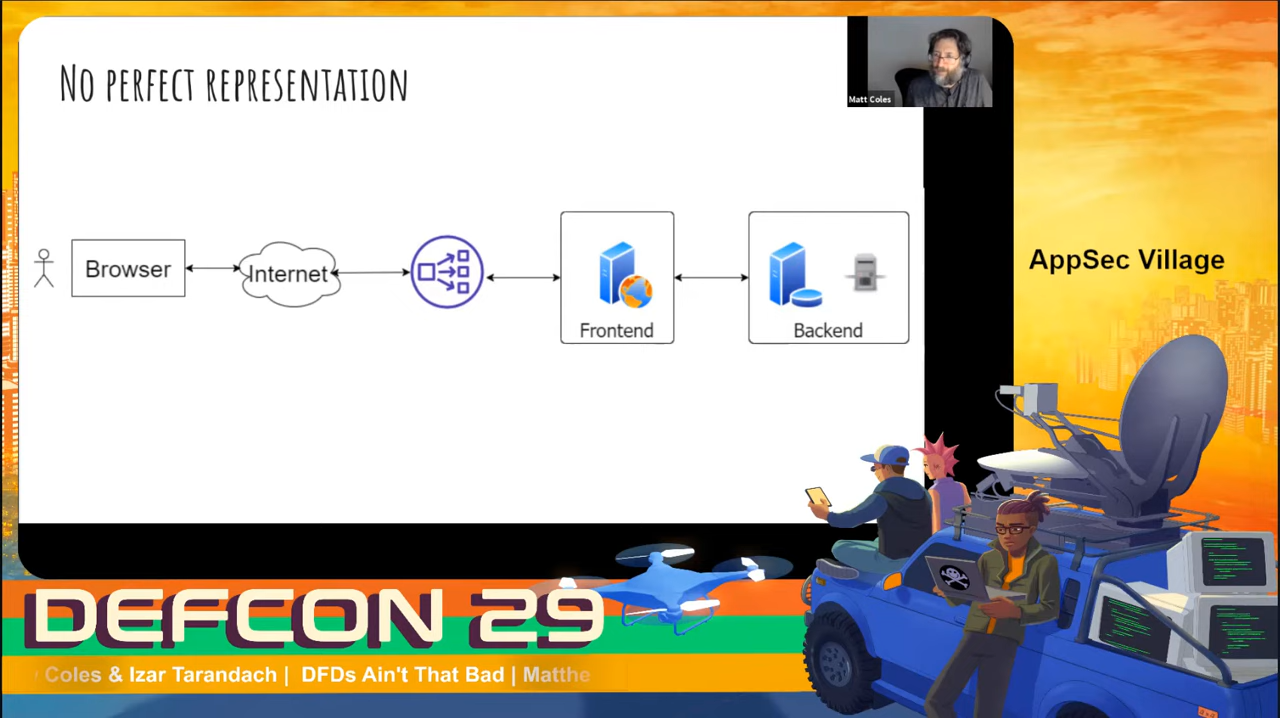 No perfect representation
Matt Coles
Browser
Internet
Frontend
Backend
AppSec Village
DEFCON 29
Coles & Izar Tarandach | DFDs Ain't That Bad | Matthe